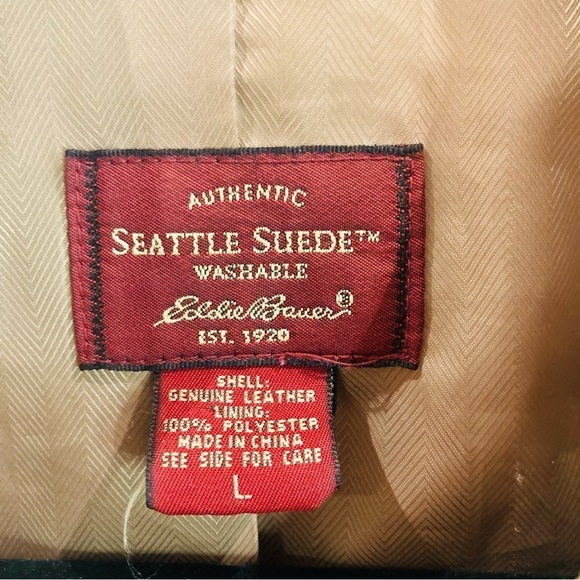 AUTHENTIC
SEATTLE SUEDE™
WASHABLE
Eddie Bauer®
EST. 1920
SHELL:
GENUINE LEATHER
LINING:
100% POLYESTER
MADE IN CHINA
SEE SIDE FOR CARE
L